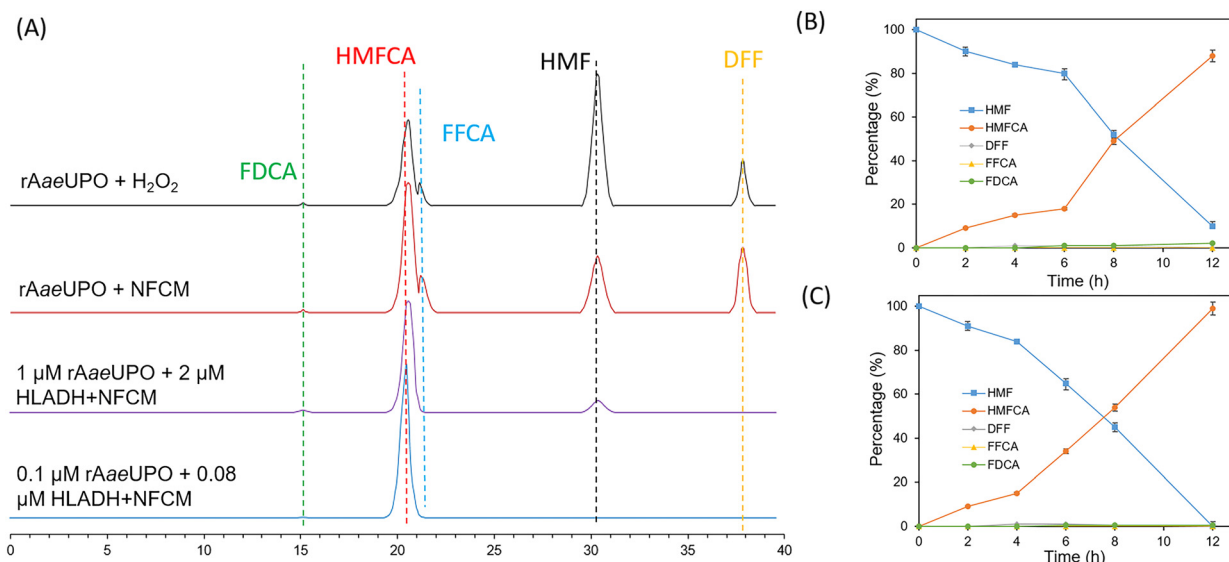 (A)
HMFCA
HMF
DFF
FFCA
FDCA
rAaeUPO + H₂O₂
rAaeUPO + NFCM
1 µM rAaeUPO + 2 µM
HLADH+NFCM
0.1 µM rAaeUPO + 0.08
µM HLADH+NFCM
0 5 10 15 20 25 30 35 40
(B)
Percentage (%)
100
80
60
40
20
0
HMF
HMFCA
DFF
FFCA
FDCA
0 2 4 6 8 10 12
Time (h)
(C)
Percentage (%)
100
80
60
40
20
0
HMF
HMFCA
DFF
FFCA
FDCA
0 2 4 6 8 10 12
Time (h)